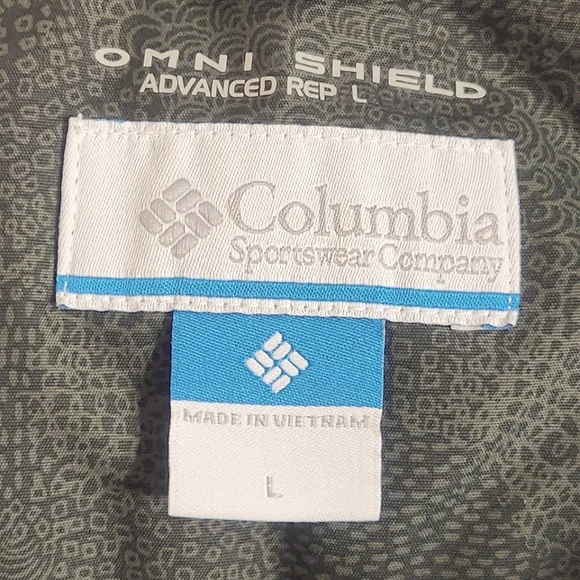 OMNI SHIELD
ADVANCED REP L
Columbia
Sportswear Company
MADE IN VIETNAM
L